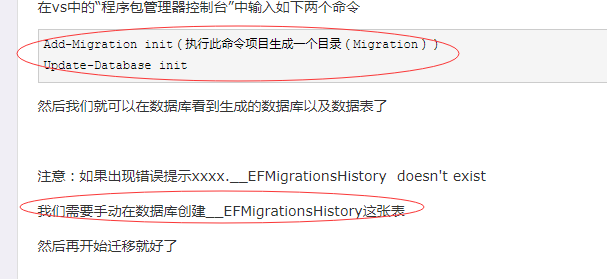 在vs中的“程序包管理器控制台”中输入如下两个命令
Add-Migration init（执行此命令项目生成一个目录（Migration））
Update-Database init
然后我们就可以在数据库看到生成的数据库以及数据表了
注意：如果出现错误提示xxxx.__EFMigrationsHistory doesn't exist
我们需要手动在数据库创建__EFMigrationsHistory这张表
然后再开始迁移就好了